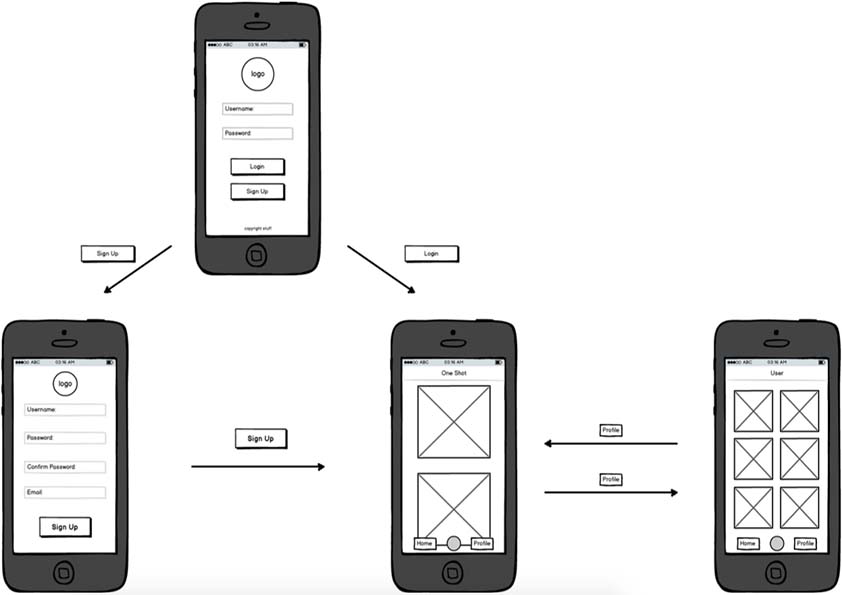 ABC 03:16 AM
logo
Username:
Password:
Login
Sign Up
copyright stuff
Sign Up
Login
ABC 03:16 AM
logo
Username:
Password:
Confirm Password:
Email:
Sign Up
Sign Up
ABC 03:16 AM
One Shot
Home
Profile
Profile
Profile
ABC 03:16 AM
User
Home
Profile